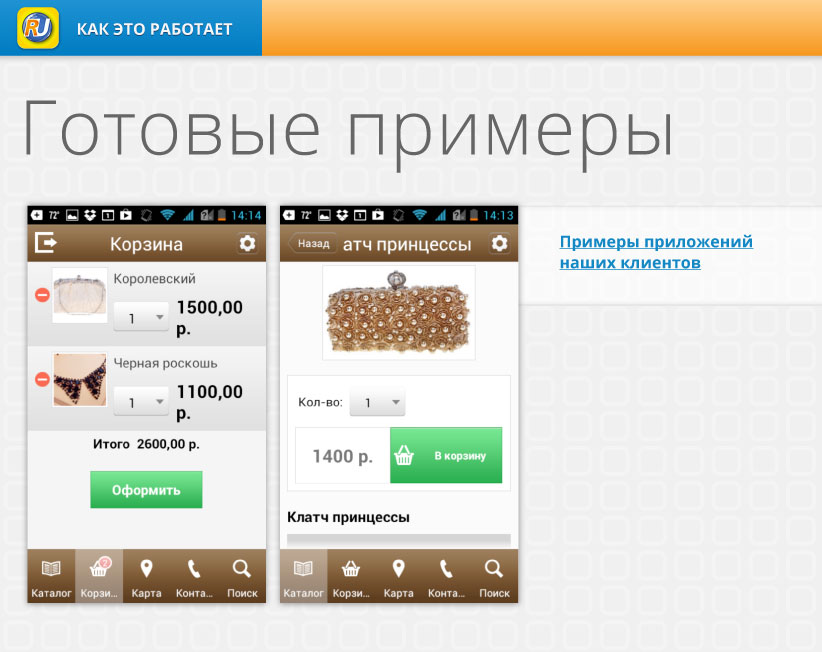 RU
КАК ЭТО РАБОТАЕТ
Готовые примеры
72° 1 14:14
Корзина
Королевский
1
1500,00
р.
Черная роскошь
1
1100,00
р.
Итого 2600,00 р.
Оформить
2
Каталог Корзи... Карта Конта... Поиск
72° 1 14:13
Назад атч принцессы
Кол-во: 1
1400 р. В корзину
Клатч принцессы
Каталог Корзи... Карта Конта... Поиск
Примеры приложений
наших клиентов